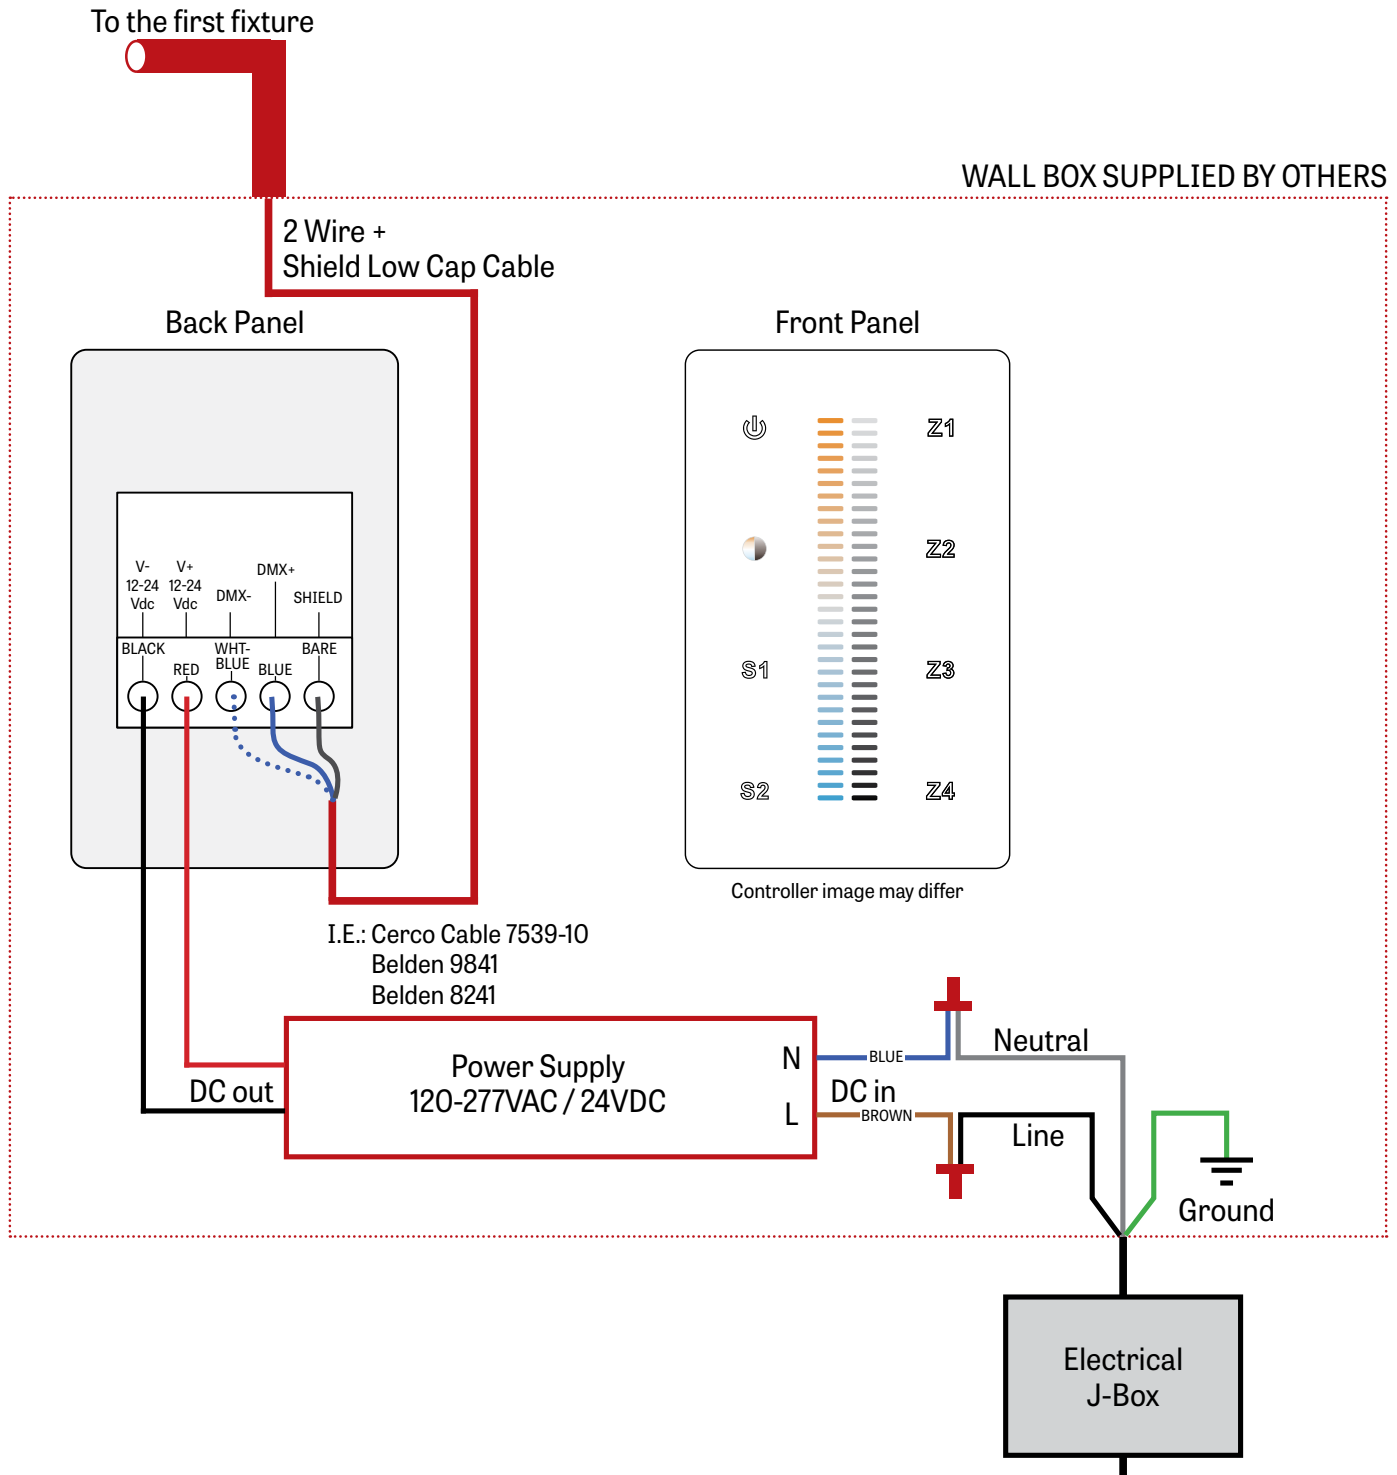 To the first fixture
WALL BOX SUPPLIED BY OTHERS
2 Wire +
Shield Low Cap Cable
Back Panel
Front Panel
V-
12-24
Vdc
V+
12-24
Vdc
DMX-
DMX+
SHIELD
BLACK
RED
WHT-
BLUE
BLUE
BARE
Z1
Z2
S1
Z3
S2
Z4
Controller image may differ
I.E.: Cerco Cable 7539-10
Belden 9841
Belden 8241
Power Supply
120-277VAC / 24VDC
DC out
N
L
BLUE
DC in
BROWN
Neutral
Line
Ground
Electrical
J-Box